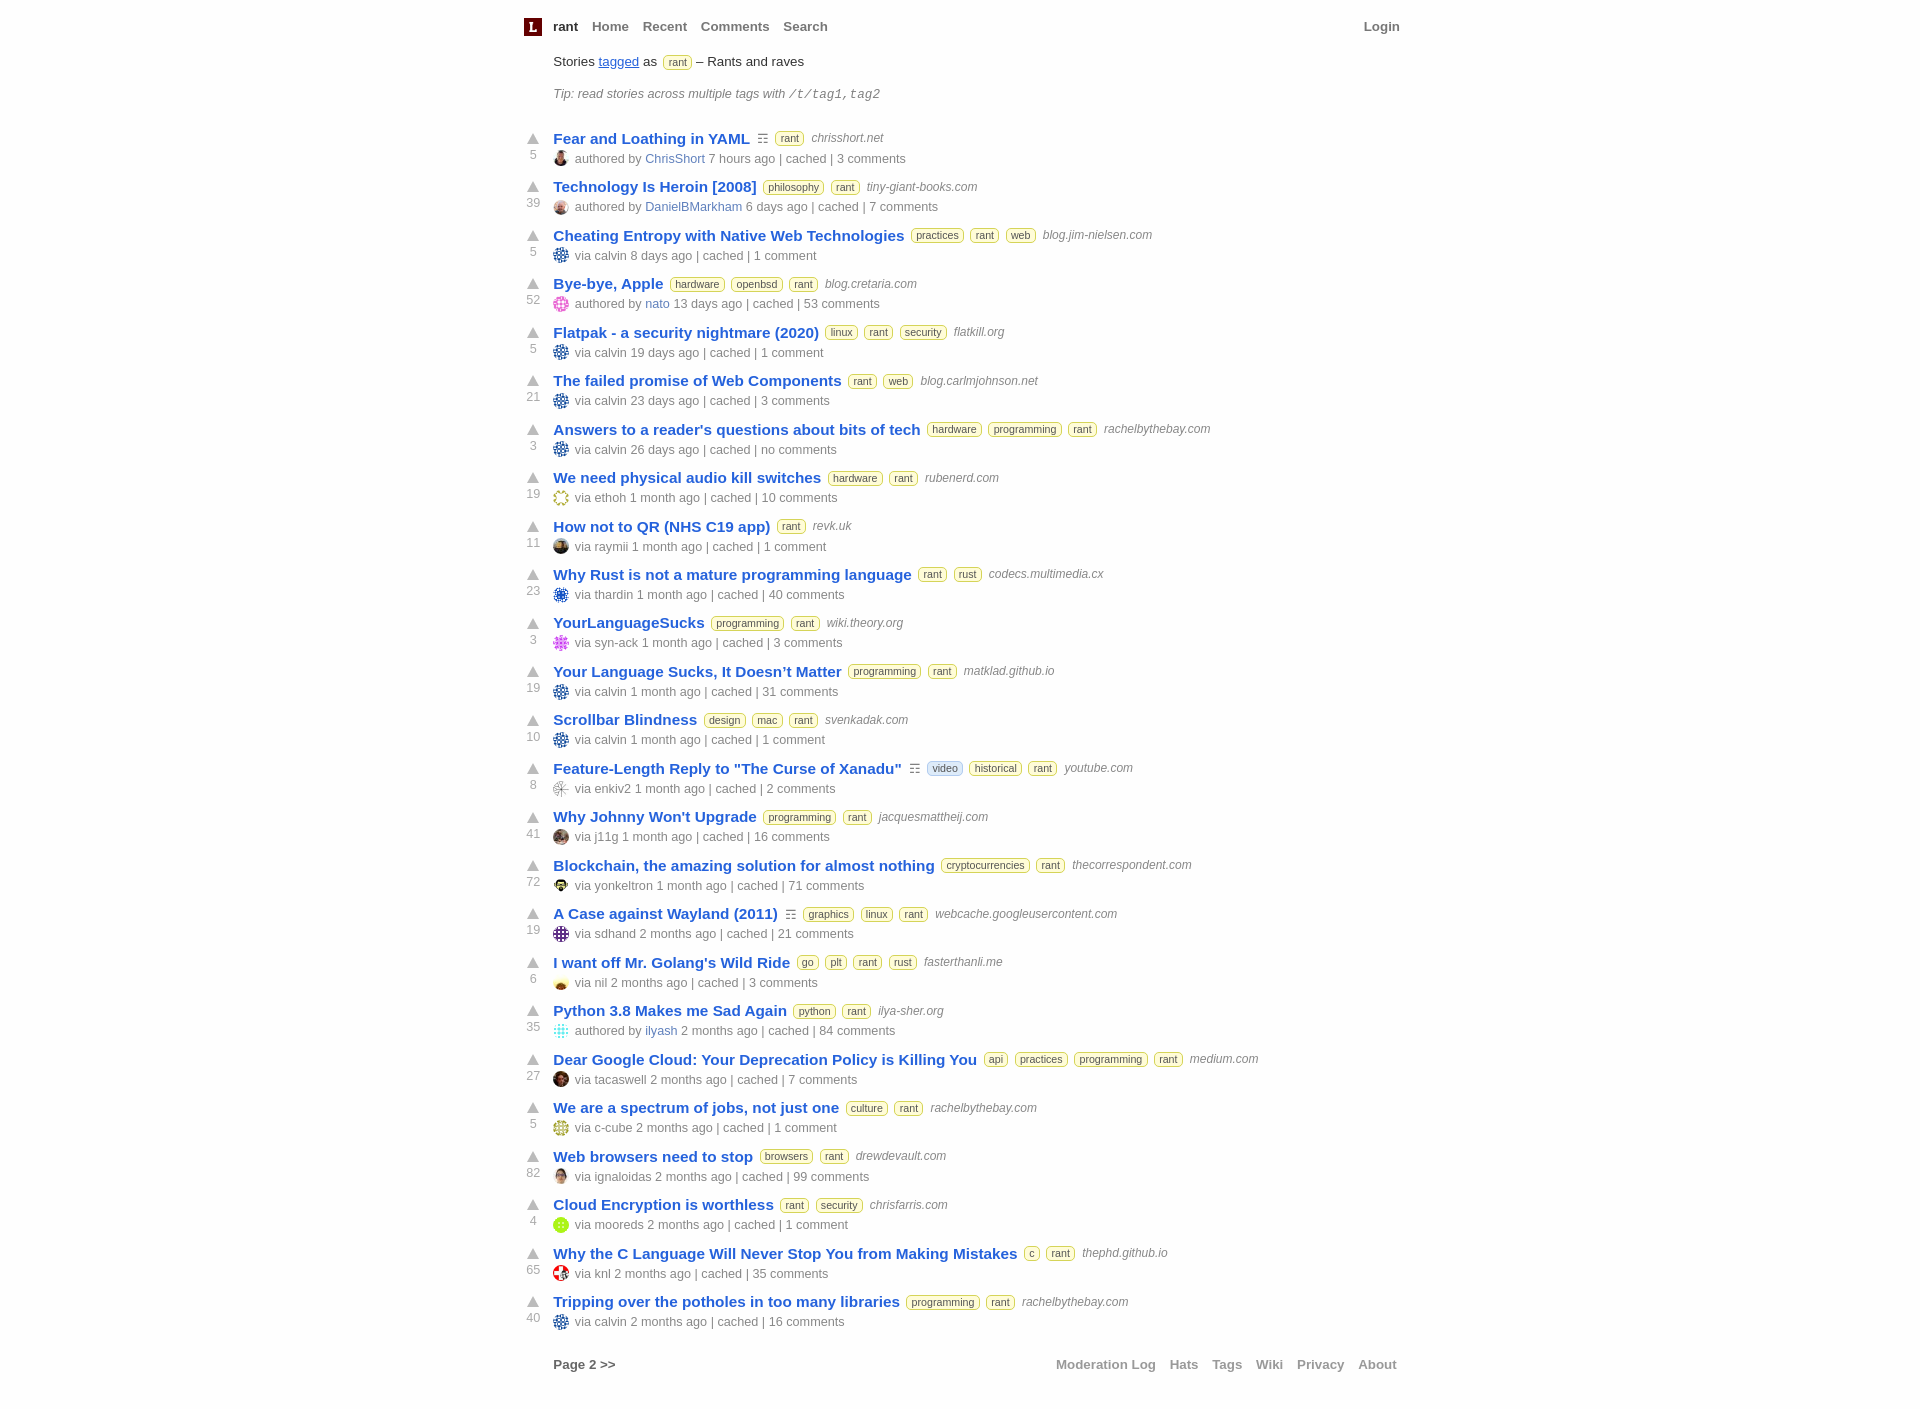 L rant Home Recent Comments Search Login
Stories tagged as rant – Rants and raves
Tip: read stories across multiple tags with /t/tag1,tag2
Fear and Loathing in YAML ☶ rant chrisshort.net
5 authored by ChrisShort 7 hours ago | cached | 3 comments
Technology Is Heroin [2008] philosophy rant tiny-giant-books.com
39 authored by DanielBMarkham 6 days ago | cached | 7 comments
Cheating Entropy with Native Web Technologies practices rant web blog.jim-nielsen.com
5 via calvin 8 days ago | cached | 1 comment
Bye-bye, Apple hardware openbsd rant blog.cretaria.com
52 authored by nato 13 days ago | cached | 53 comments
Flatpak - a security nightmare (2020) linux rant security flatkill.org
5 via calvin 19 days ago | cached | 1 comment
The failed promise of Web Components rant web blog.carlmjohnson.net
21 via calvin 23 days ago | cached | 3 comments
Answers to a reader's questions about bits of tech hardware programming rant rachelbythebay.com
3 via calvin 26 days ago | cached | no comments
We need physical audio kill switches hardware rant rubenerd.com
19 via ethoh 1 month ago | cached | 10 comments
How not to QR (NHS C19 app) rant revk.uk
11 via raymii 1 month ago | cached | 1 comment
Why Rust is not a mature programming language rant rust codecs.multimedia.cx
23 via thardin 1 month ago | cached | 40 comments
YourLanguageSucks programming rant wiki.theory.org
3 via syn-ack 1 month ago | cached | 3 comments
Your Language Sucks, It Doesn’t Matter programming rant matklad.github.io
19 via calvin 1 month ago | cached | 31 comments
Scrollbar Blindness design mac rant svenkadak.com
10 via calvin 1 month ago | cached | 1 comment
Feature-Length Reply to "The Curse of Xanadu" ☶ video historical rant youtube.com
8 via enkiv2 1 month ago | cached | 2 comments
Why Johnny Won't Upgrade programming rant jacquesmattheij.com
41 via j11g 1 month ago | cached | 16 comments
Blockchain, the amazing solution for almost nothing cryptocurrencies rant thecorrespondent.com
72 via yonkeltron 1 month ago | cached | 71 comments
A Case against Wayland (2011) ☶ graphics linux rant webcache.googleusercontent.com
19 via sdhand 2 months ago | cached | 21 comments
I want off Mr. Golang's Wild Ride go plt rant rust fasterthanli.me
6 via nil 2 months ago | cached | 3 comments
Python 3.8 Makes me Sad Again python rant ilya-sher.org
35 authored by ilyash 2 months ago | cached | 84 comments
Dear Google Cloud: Your Deprecation Policy is Killing You api practices programming rant medium.com
27 via tacaswell 2 months ago | cached | 7 comments
We are a spectrum of jobs, not just one culture rant rachelbythebay.com
5 via c-cube 2 months ago | cached | 1 comment
Web browsers need to stop browsers rant drewdevault.com
82 via ignaloidas 2 months ago | cached | 99 comments
Cloud Encryption is worthless rant security chrisfarris.com
4 via mooreds 2 months ago | cached | 1 comment
Why the C Language Will Never Stop You from Making Mistakes c rant thephd.github.io
65 via knl 2 months ago | cached | 35 comments
Tripping over the potholes in too many libraries programming rant rachelbythebay.com
40 via calvin 2 months ago | cached | 16 comments
Page 2 >> Moderation Log Hats Tags Wiki Privacy About